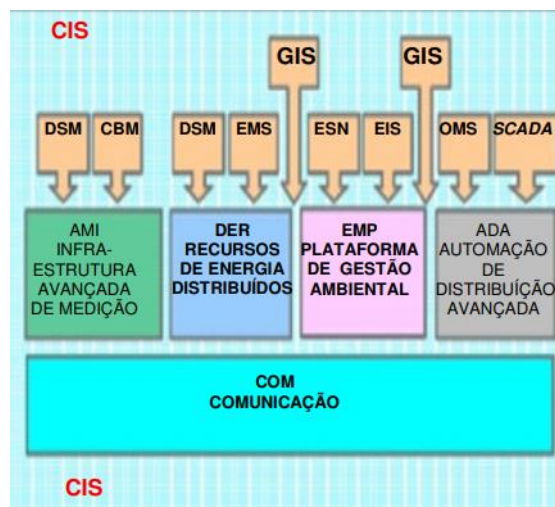 CIS
GIS
GIS
DSM
CBM
DSM
EMS
ESN
EIS
OMS
SCADA
AMI
INFRA-
ESTRUTURA
AVANÇADA
DE MEDIÇÃO
DER
RECURSOS
DE ENERGIA
DISTRIBUÍDOS
EMP
PLATAFORMA
DE GESTÃO
AMBIENTAL
ADA
AUTOMAÇÃO
DE
DISTRIBUÍÇÃO
AVANÇADA
COM
COMUNICAÇÃO
CIS